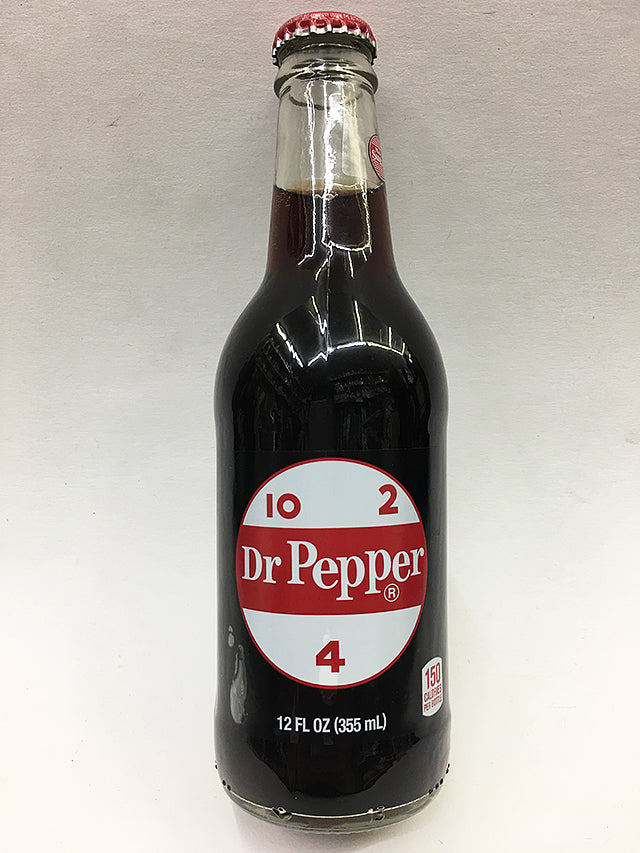 10 2
Dr Pepper
®
4
150
CALORIES
PER BOTTLE
12 FL OZ (355 mL)